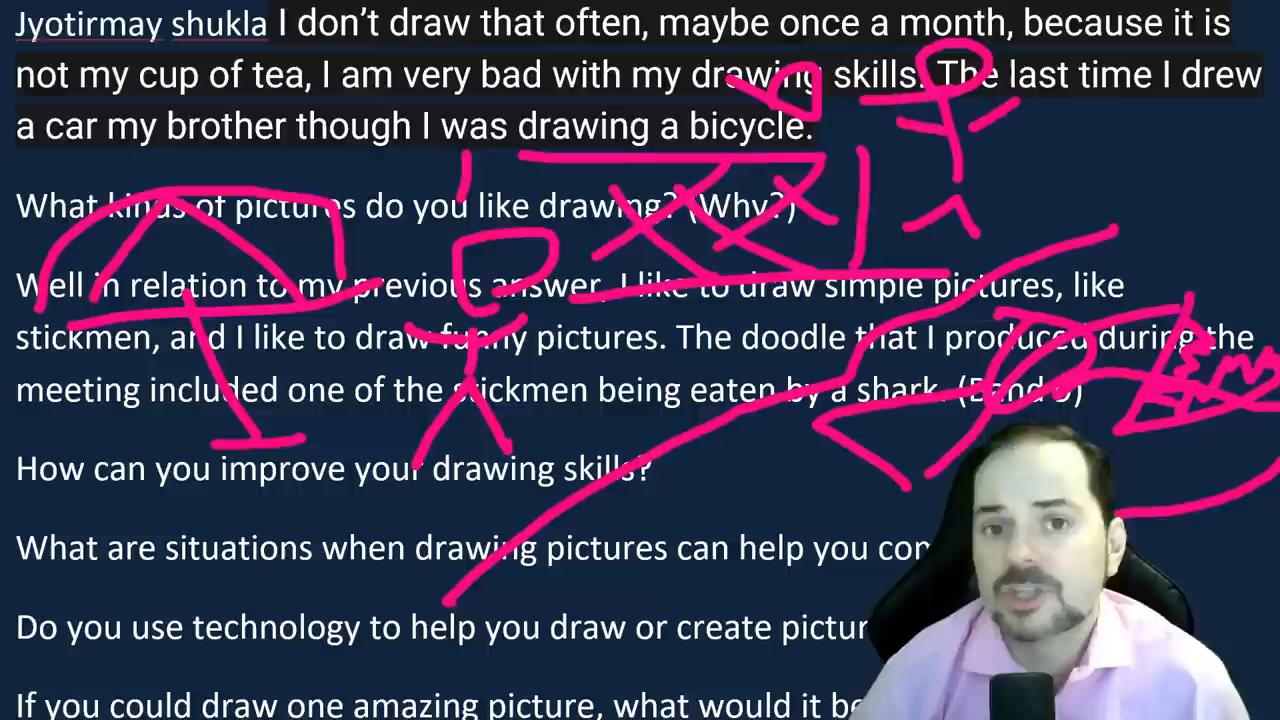 Jyotirmay shukla I don’t draw that often, maybe once a month, because it is
not my cup of tea, I am very bad with my drawing skills. The last time I drew
a car my brother though I was drawing a bicycle.
What kinds of pictures do you like drawing? (Why?)
Well in relation to my previous answer, I like to draw simple pictures, like
stickmen, and I like to draw funny pictures. The doodle that I produced during the
meeting included one of the stickmen being eaten by a shark. (Band 9)
How can you improve your drawing skills?
What are situations when drawing pictures can help you
Do you use technology to help you draw or create
If you could draw one amazing picture, what would it